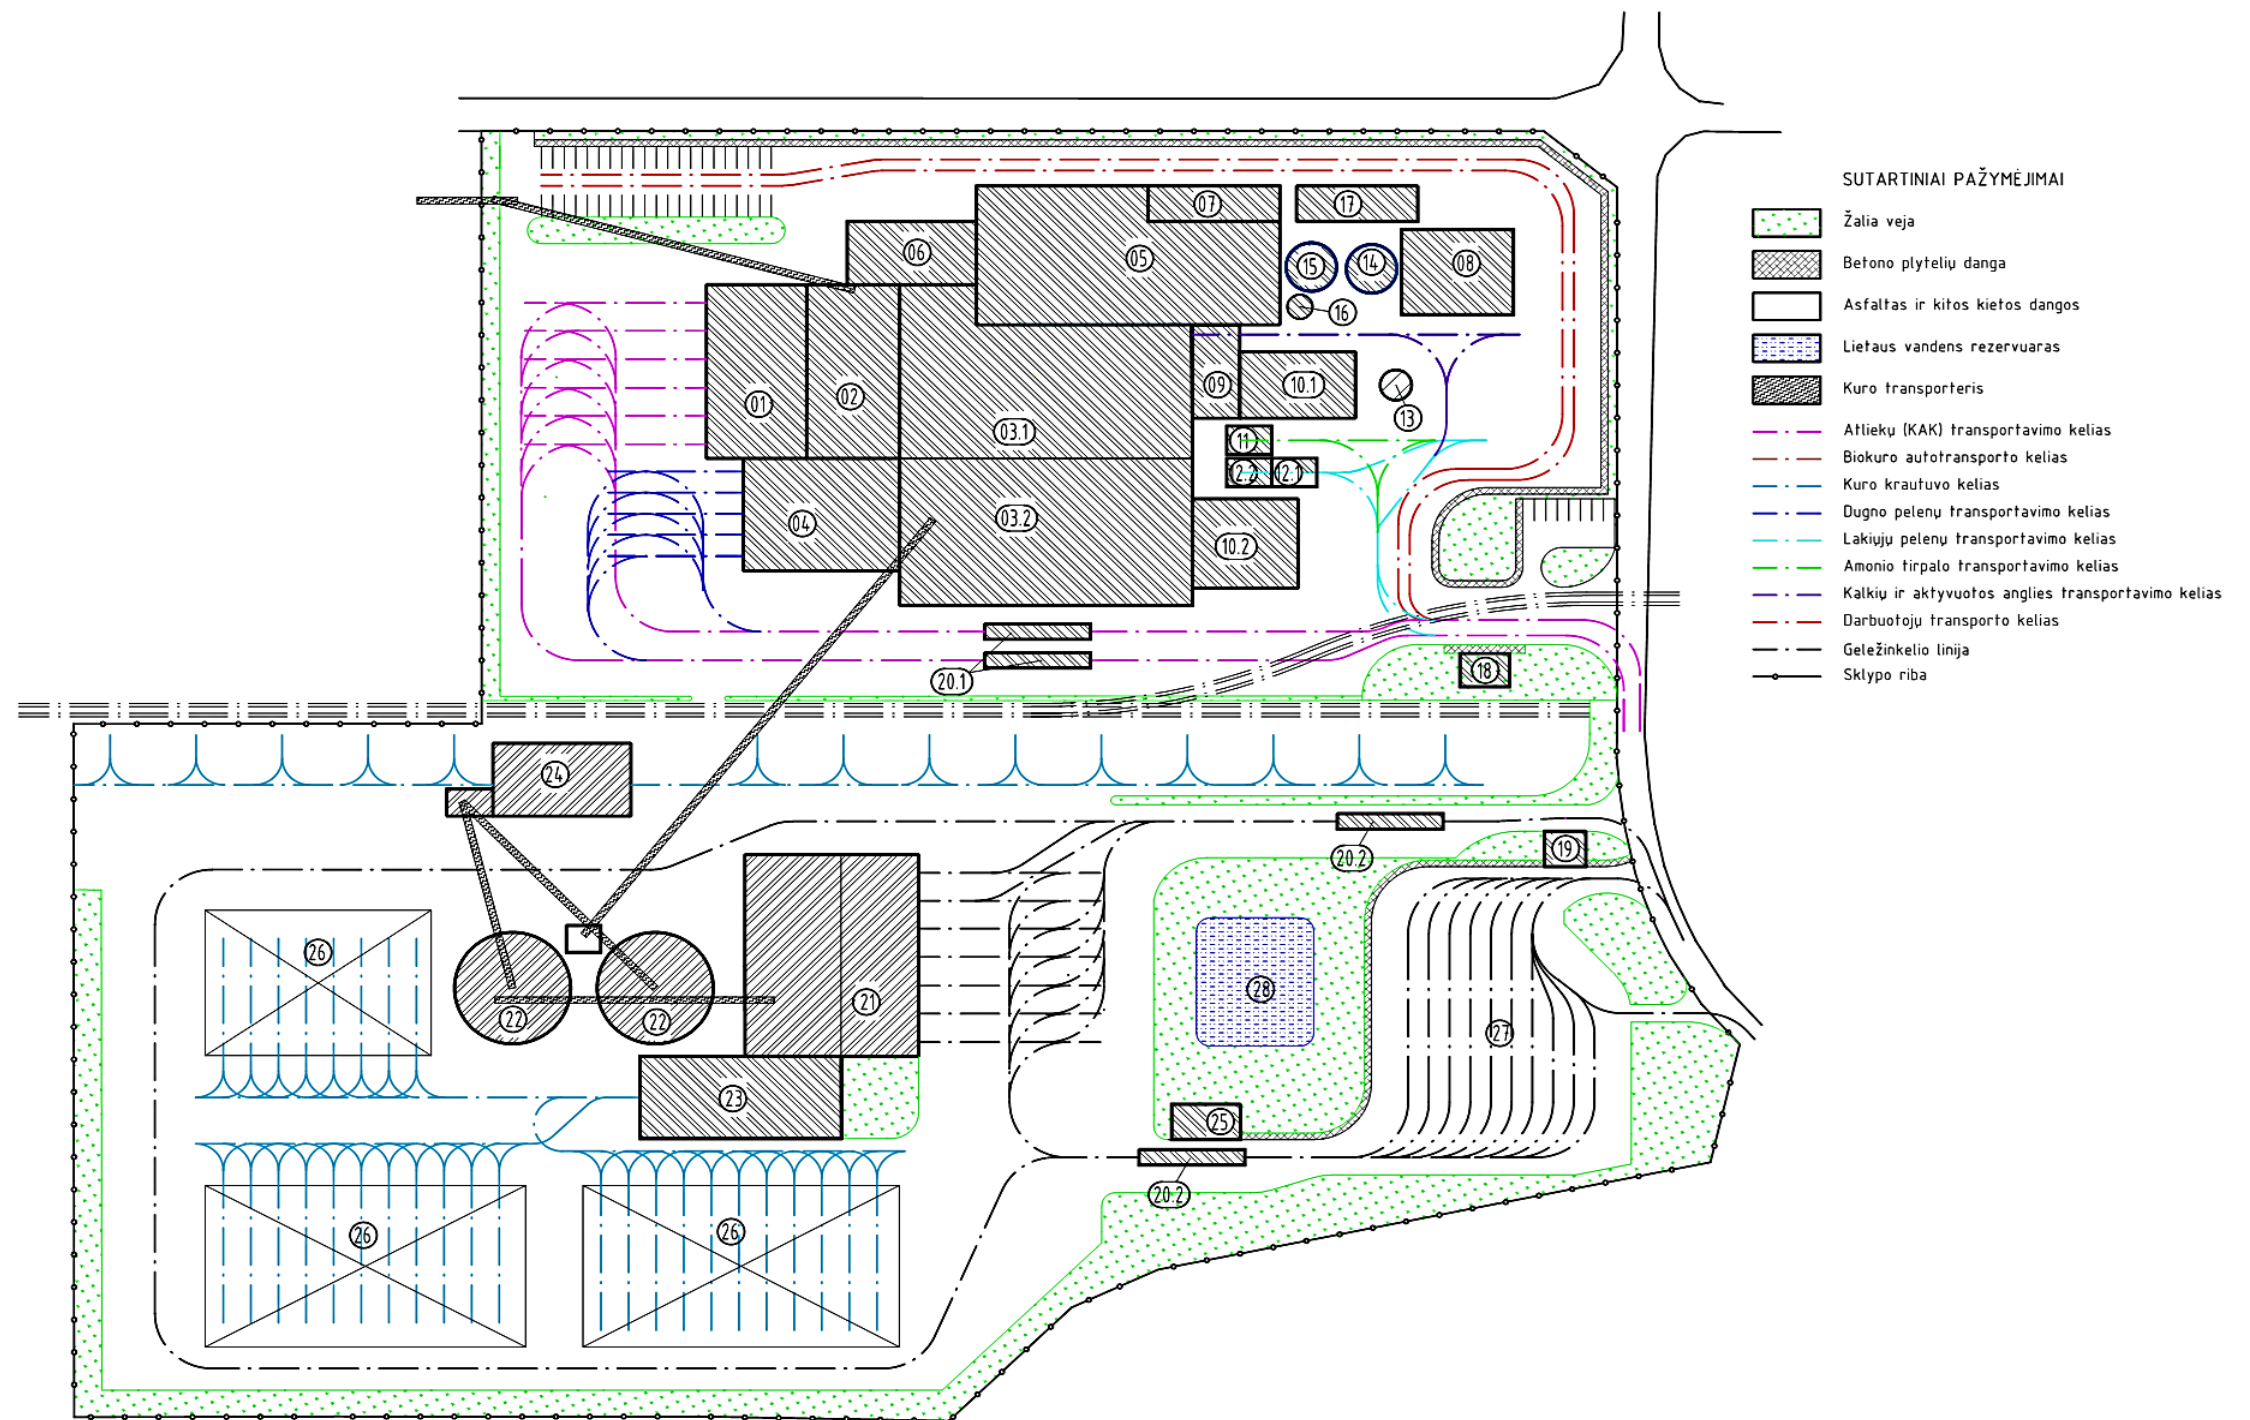 07
17
06
05
15
14
08
16
01
02
09
10.1
13
03.1
11
2.2
12.1
04
03.2
10.2
20.1
18
24
20.2
19
26
22
22
21
28
27
23
25
20.2
26
26
SUTARTINIAI PAŽYMĖJIMAI
Žalia veja
Betono plytelių danga
Asfaltas ir kitos kietos dangos
Lietaus vandens rezervuaras
Kuro transporteris
Atliekų (KAK) transportavimo kelias
Biokuro autotransporto kelias
Kuro krautuvo kelias
Dugno pelenų transportavimo kelias
Lakiųjų pelenų transportavimo kelias
Amonio tirpalo transportavimo kelias
Kalkių ir aktyvuotos anglies transportavimo kelias
Darbuotojų transporto kelias
Geležinkelio linija
Sklypo riba